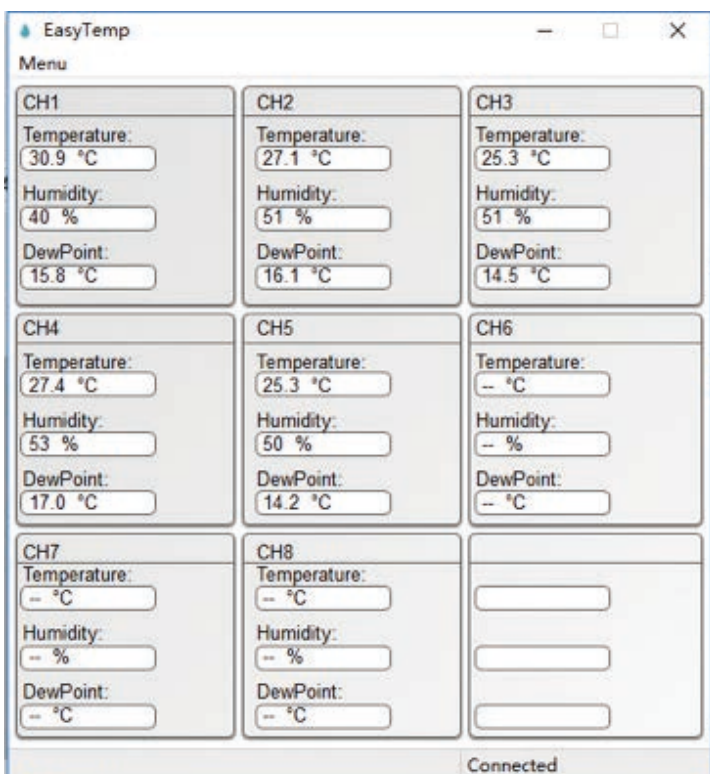 EasyTemp
Menu
CH1
Temperature:
30.9 °C
Humidity:
40 %
DewPoint:
15.8 °C
CH2
Temperature:
27.1 °C
Humidity:
51 %
DewPoint:
16.1 °C
CH3
Temperature:
25.3 °C
Humidity:
51 %
DewPoint:
14.5 °C
CH4
Temperature:
27.4 °C
Humidity:
53 %
DewPoint:
17.0 °C
CH5
Temperature:
25.3 °C
Humidity:
50 %
DewPoint:
14.2 °C
CH6
Temperature:
-- °C
Humidity:
-- %
DewPoint:
-- °C
CH7
Temperature:
-- °C
Humidity:
-- %
DewPoint:
-- °C
CH8
Temperature:
-- °C
Humidity:
-- %
DewPoint:
-- °C
Connected